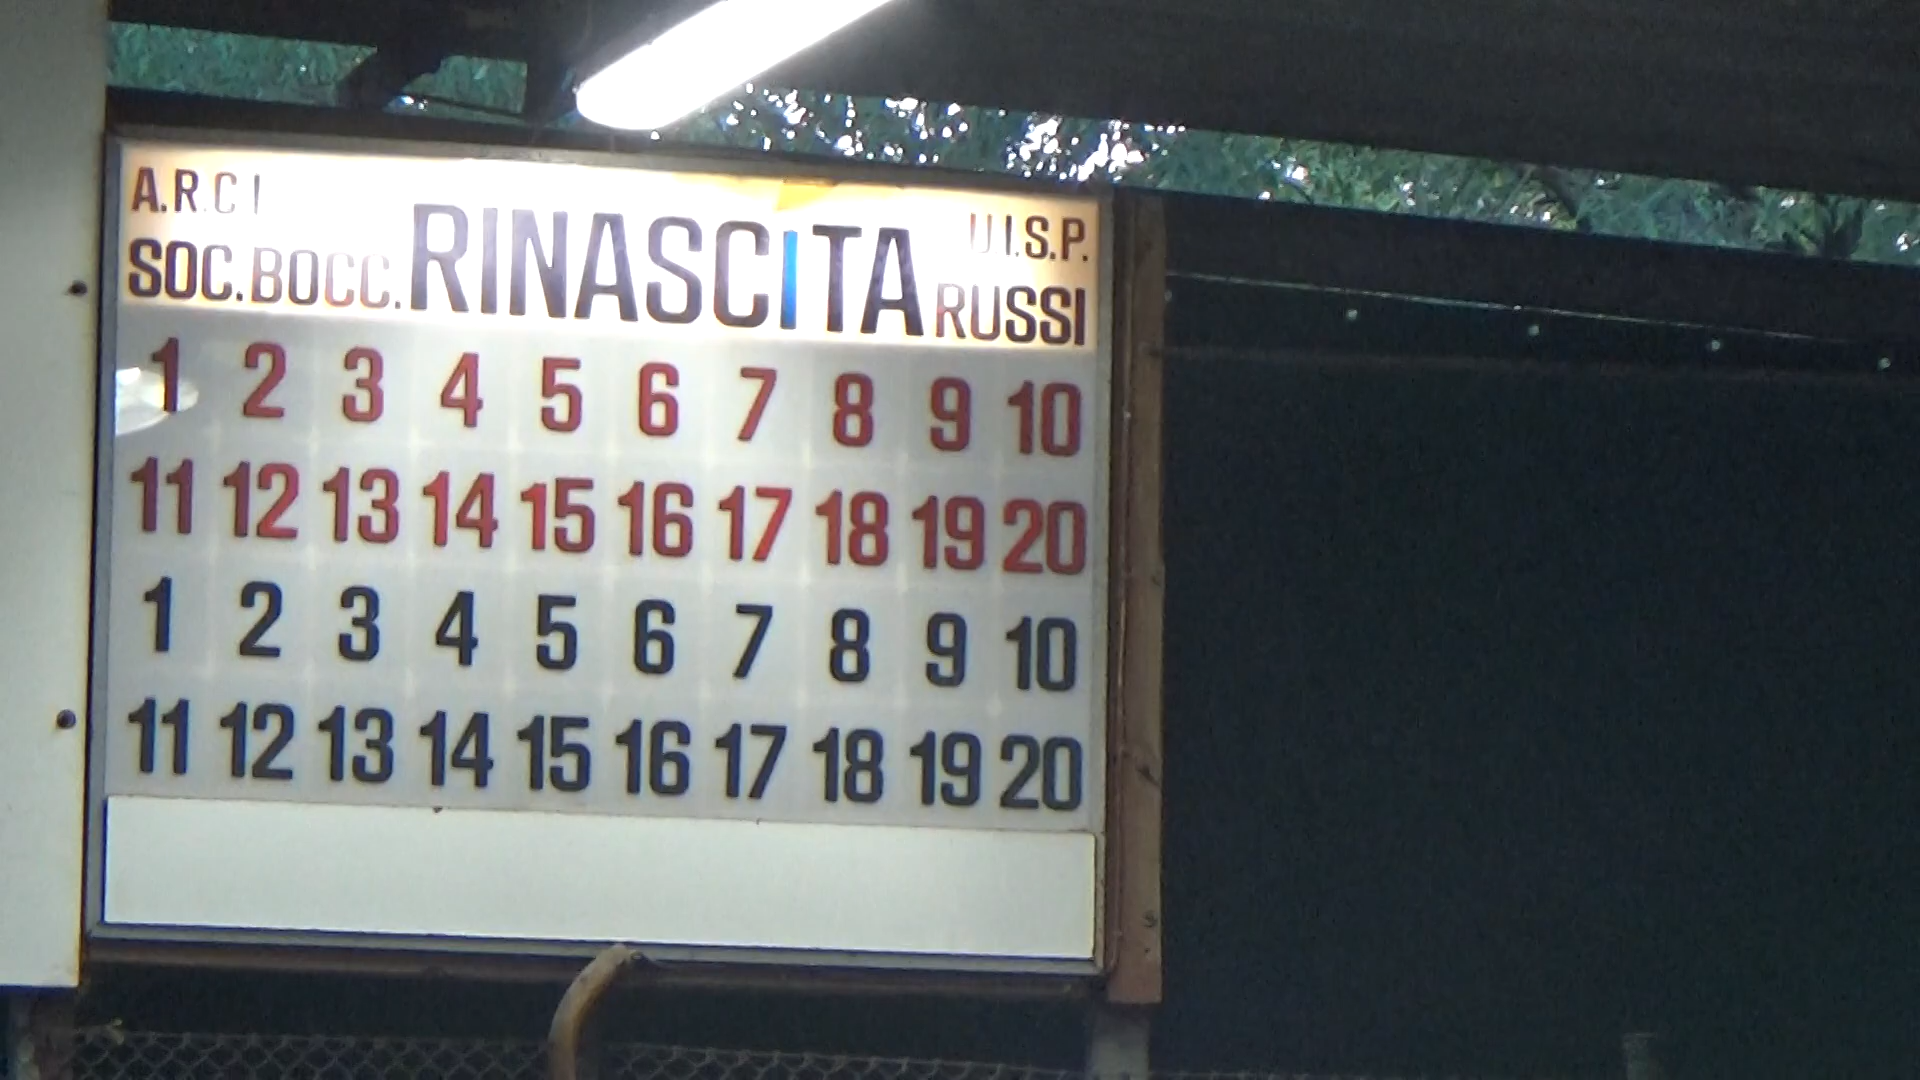 A.R.C I
U.I.S.P.
SOC. BOCC. RINASCITA RUSSI
1 2 3 4 5 6 7 8 9 10
11 12 13 14 15 16 17 18 19 20
1 2 3 4 5 6 7 8 9 10
11 12 13 14 15 16 17 18 19 20